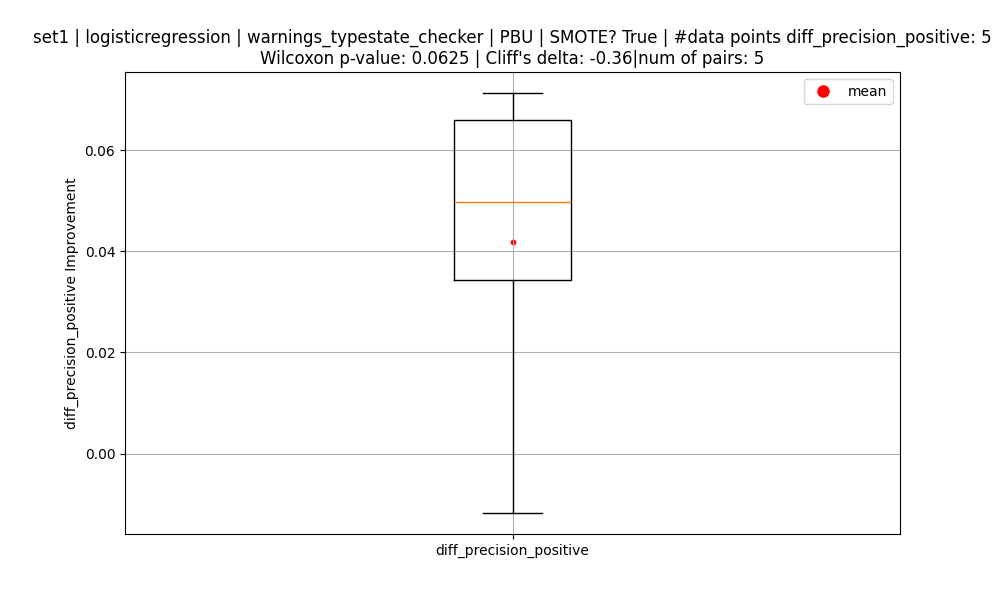 set1 | logisticregression | warnings_typestate_checker | PBU | SMOTE? True | #data points diff_precision_positive: 5
Wilcoxon p-value: 0.0625 | Cliff's delta: -0.36|num of pairs: 5
mean
0.06
0.04
0.02
0.00
diff_precision_positive Improvement
diff_precision_positive